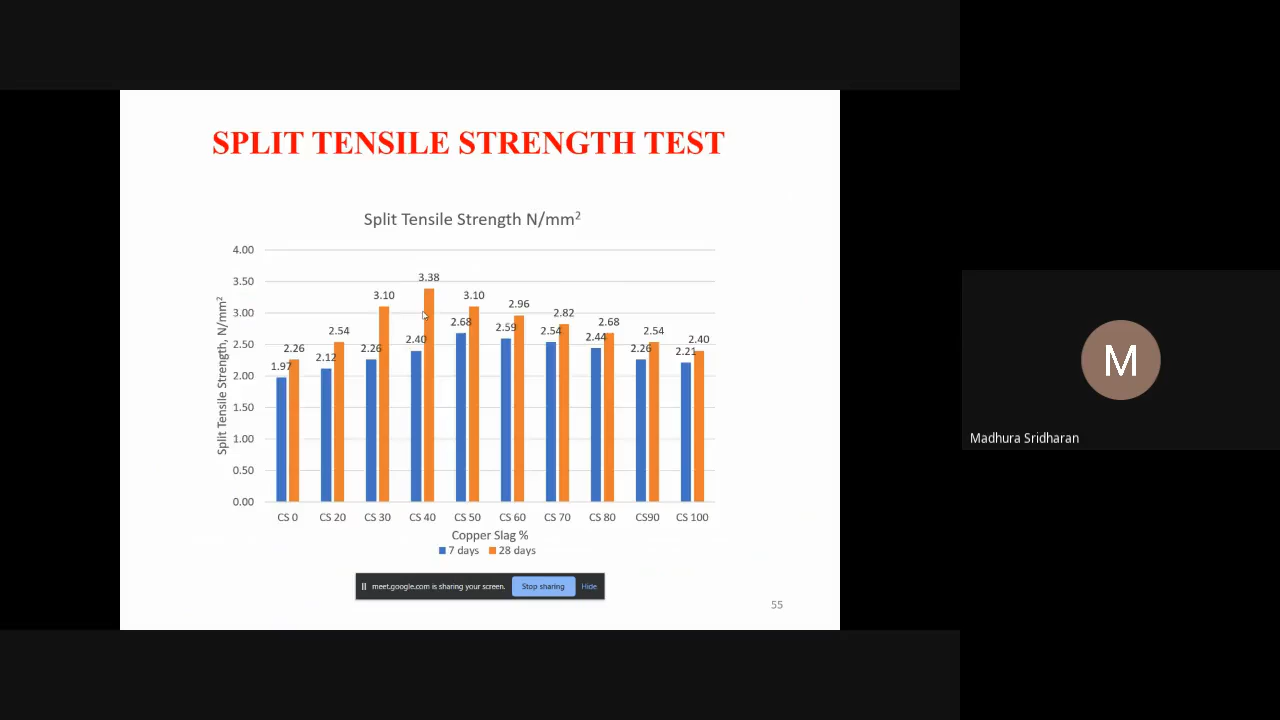 SPLIT TENSILE STRENGTH TEST
Split Tensile Strength N/mm²
Split Tensile Strength, N/mm²
4.00
3.50
3.00
2.50
2.00
1.50
1.00
0.50
0.00
1.97 2.26
2.12 2.54
2.26 3.10
2.40 3.38
2.68 3.10
2.59 2.96
2.54 2.82
2.44 2.68
2.26 2.54
2.21 2.40
CS 0 CS 20 CS 30 CS 40 CS 50 CS 60 CS 70 CS 80 CS90 CS 100
Copper Slag %
7 days 28 days
meet.google.com is sharing your screen. Stop sharing Hide
55
M
Madhura Sridharan